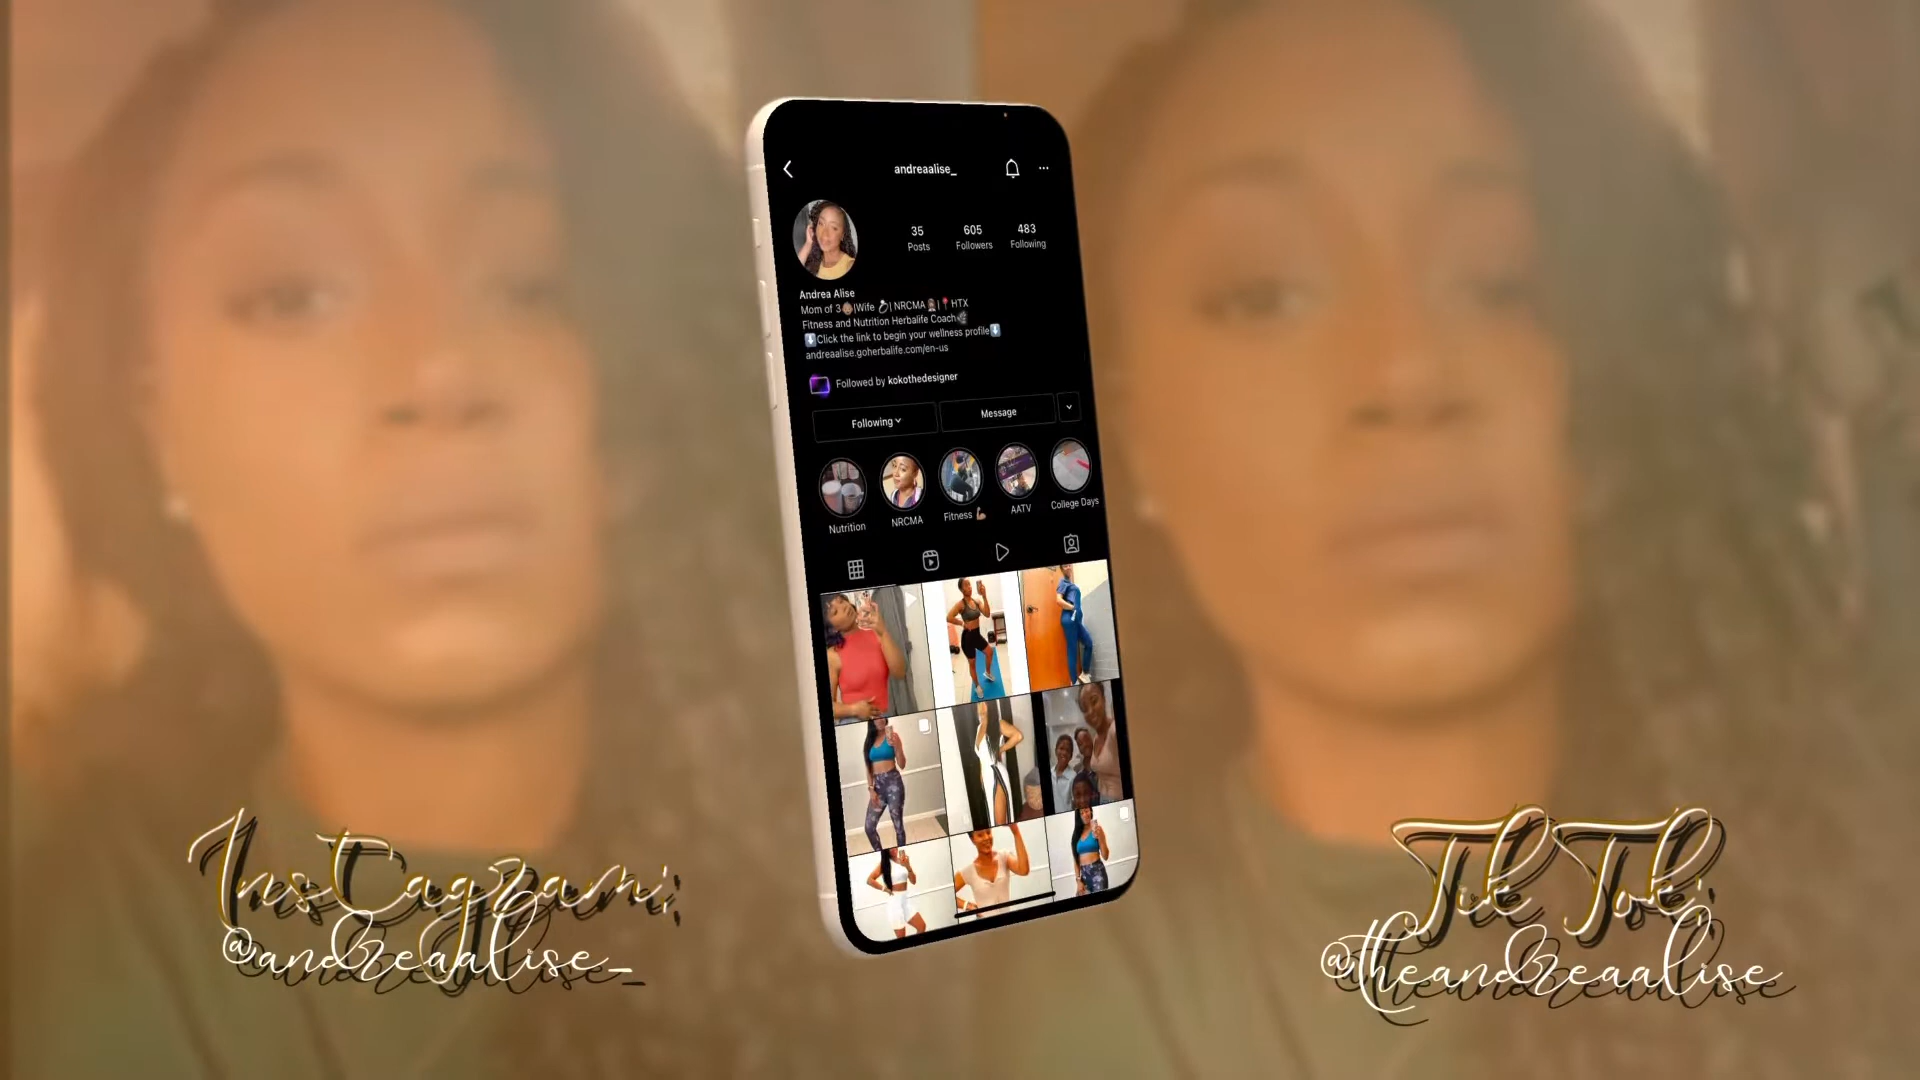 andreaalise_
35 605 483
Posts Followers Following
Andrea Alise
Mom of 3👩🏽|Wife 💍| NRCMA 👩🏽‍⚕️|📍HTX
Fitness and Nutrition Herbalife Coach🌿
⬇️Click the link to begin your wellness profile⬇️
andreaalise.goherbalife.com/en-us
Followed by kokothedesigner
Following Message
Nutrition NRCMA Fitness 💪🏽 AATV College Days
Instagram:
@andreaalise_
Tik Tok:
@theandreaalise